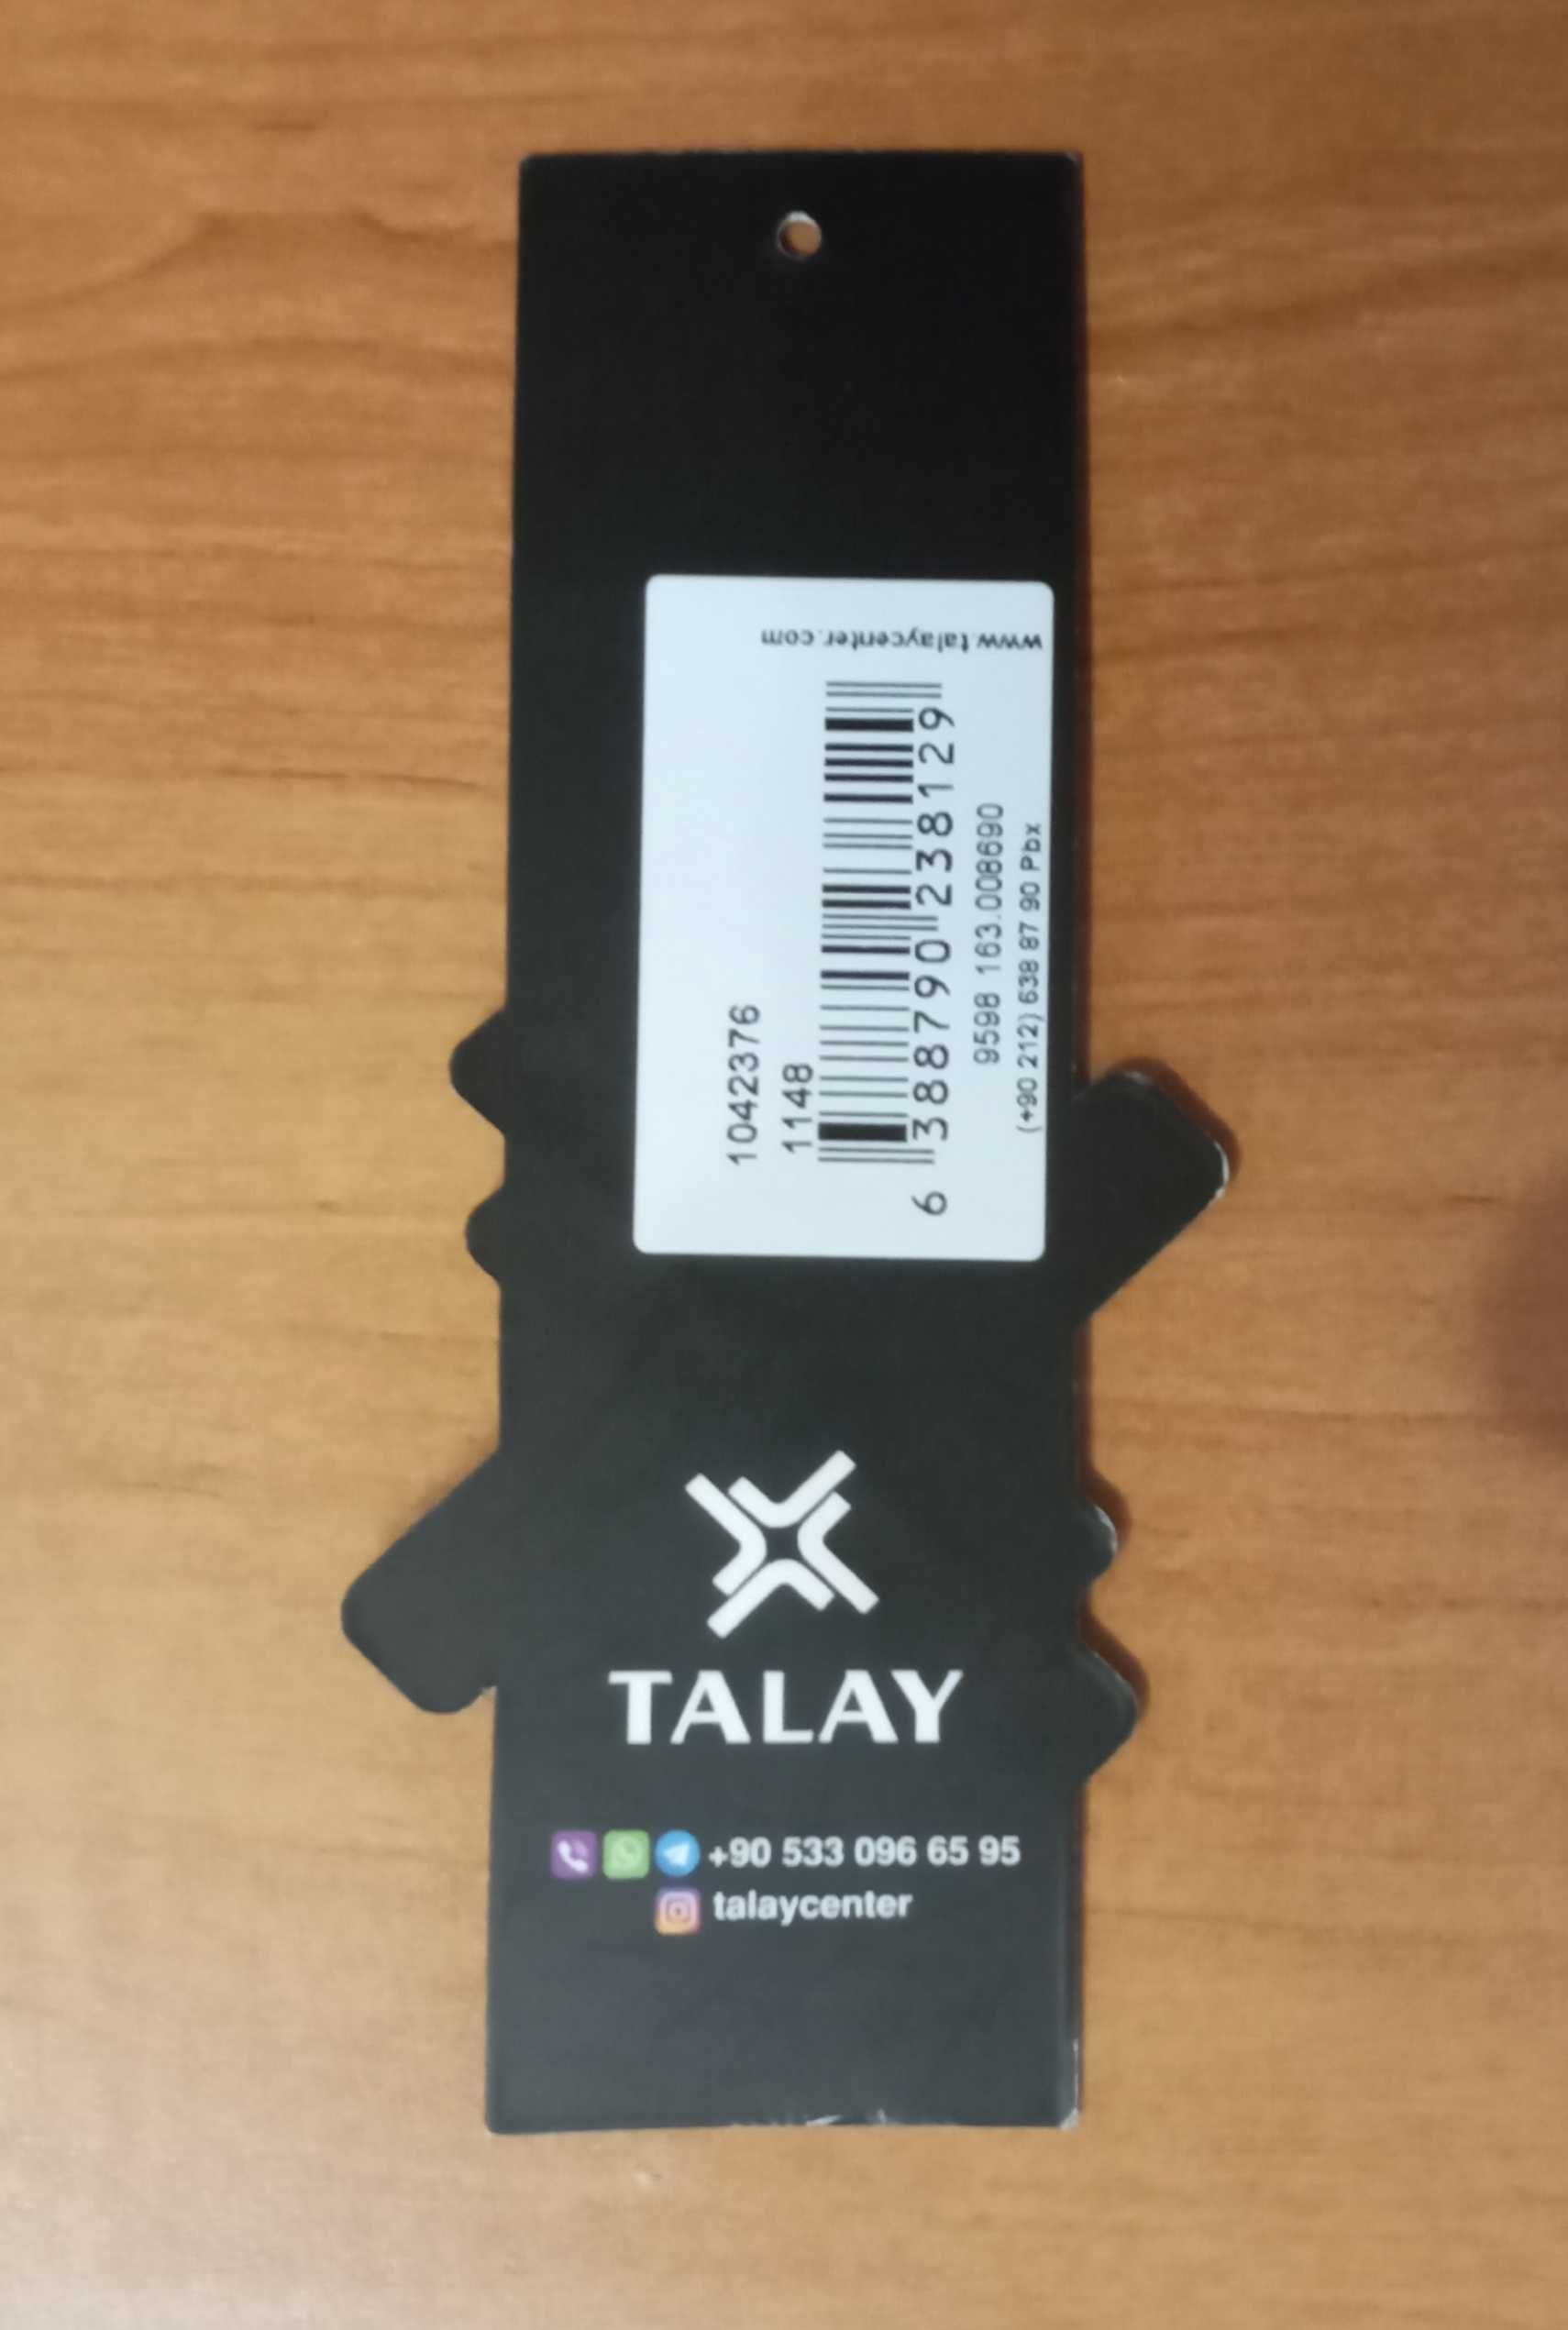 www.talaycenter.com
1042376
1148
6 388790 238129
9598 163.008690
(+90 212) 638 87 90 Pbx
TALAY
+90 533 096 65 95
talaycenter